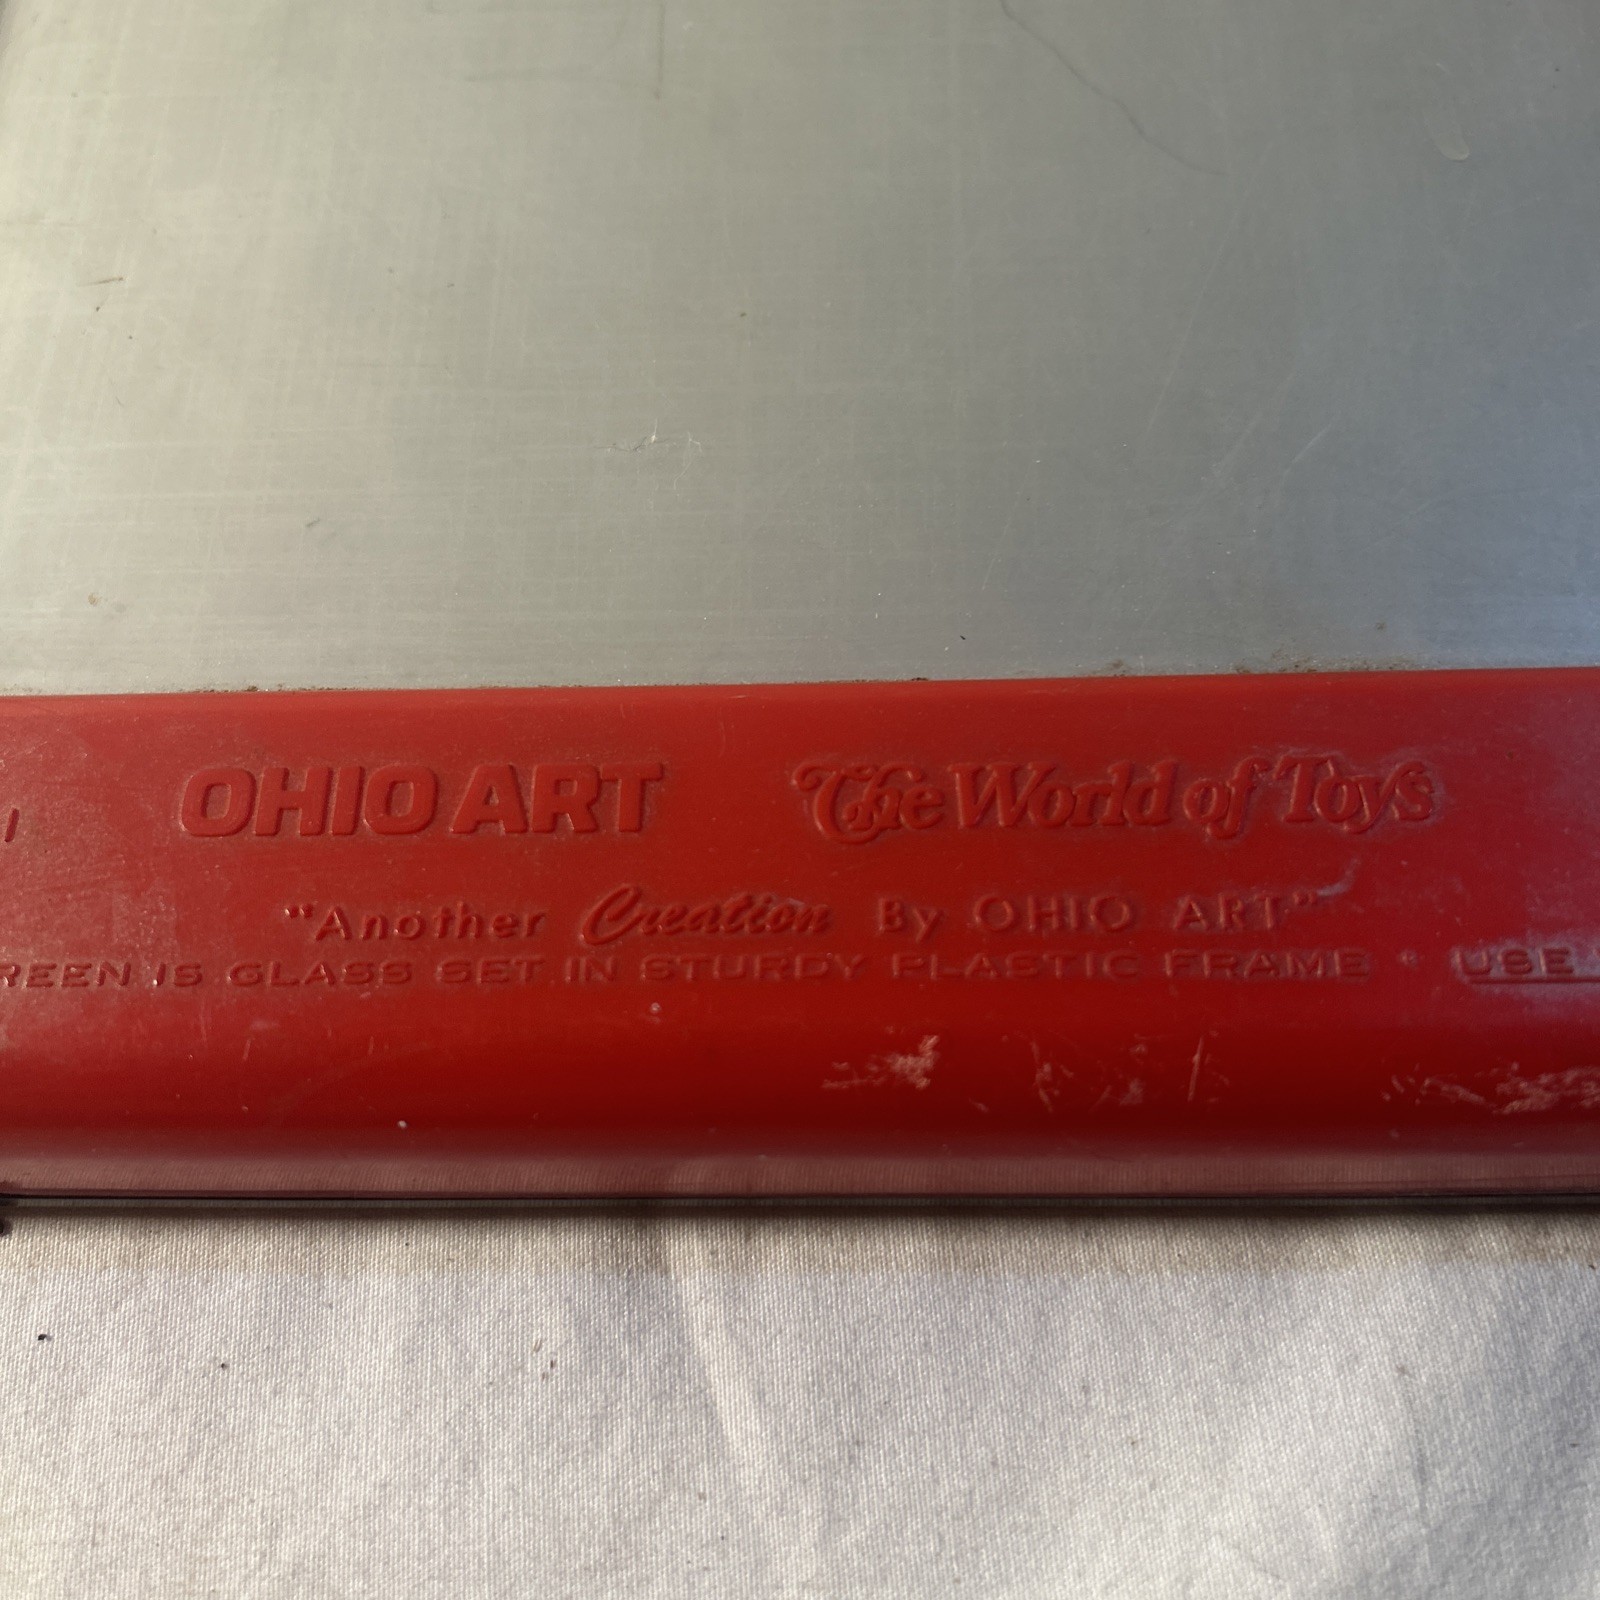 OHIO ART The World of Toys
"Another Creation By OHIO ART"
REEN IS GLASS SET IN STURDY PLASTIC FRAME • USE